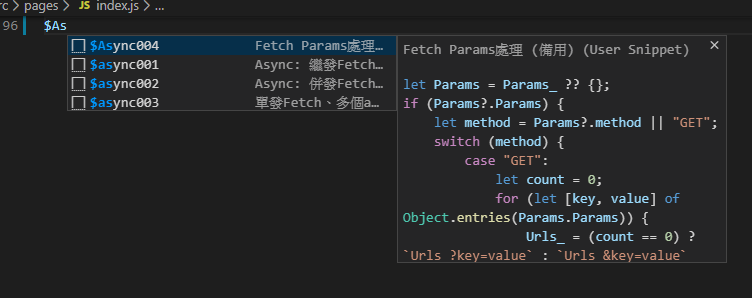 rc > pages > JS index.js > ...
96 $As
$Async004 Fetch Params處理...
$async001 Async: 繼發Fetch...
$async002 Async: 併發Fetch...
$async003 單發Fetch、多個a...
Fetch Params處理 (備用) (User Snippet)
let Params = Params_ ?? {};
if (Params?.Params) {
let method = Params?.method || "GET";
switch (method) {
case "GET":
let count = 0;
for (let [key, value] of
Object.entries(Params.Params)) {
Urls_ = (count == 0) ?
`Urls ?key=value` : `Urls &key=value`